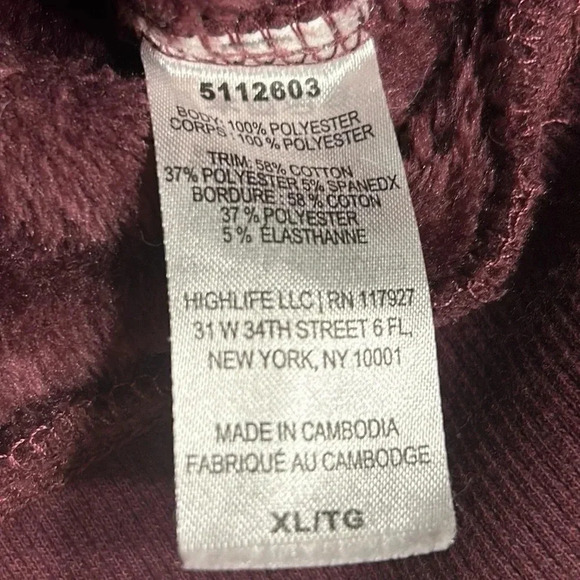 5112603
BODY: 100% POLYESTER
CORPS: 100 % POLYESTER
TRIM: 58% COTTON
37% POLYESTER 5% SPANEDX
BORDURE : 58 % COTON
37 % POLYESTER
5 % ELASTHANNE
HIGHLIFE LLC | RN 117927
31 W 34TH STREET 6 FL,
NEW YORK, NY 10001
MADE IN CAMBODIA
FABRIQUÉ AU CAMBODGE
XL/TG